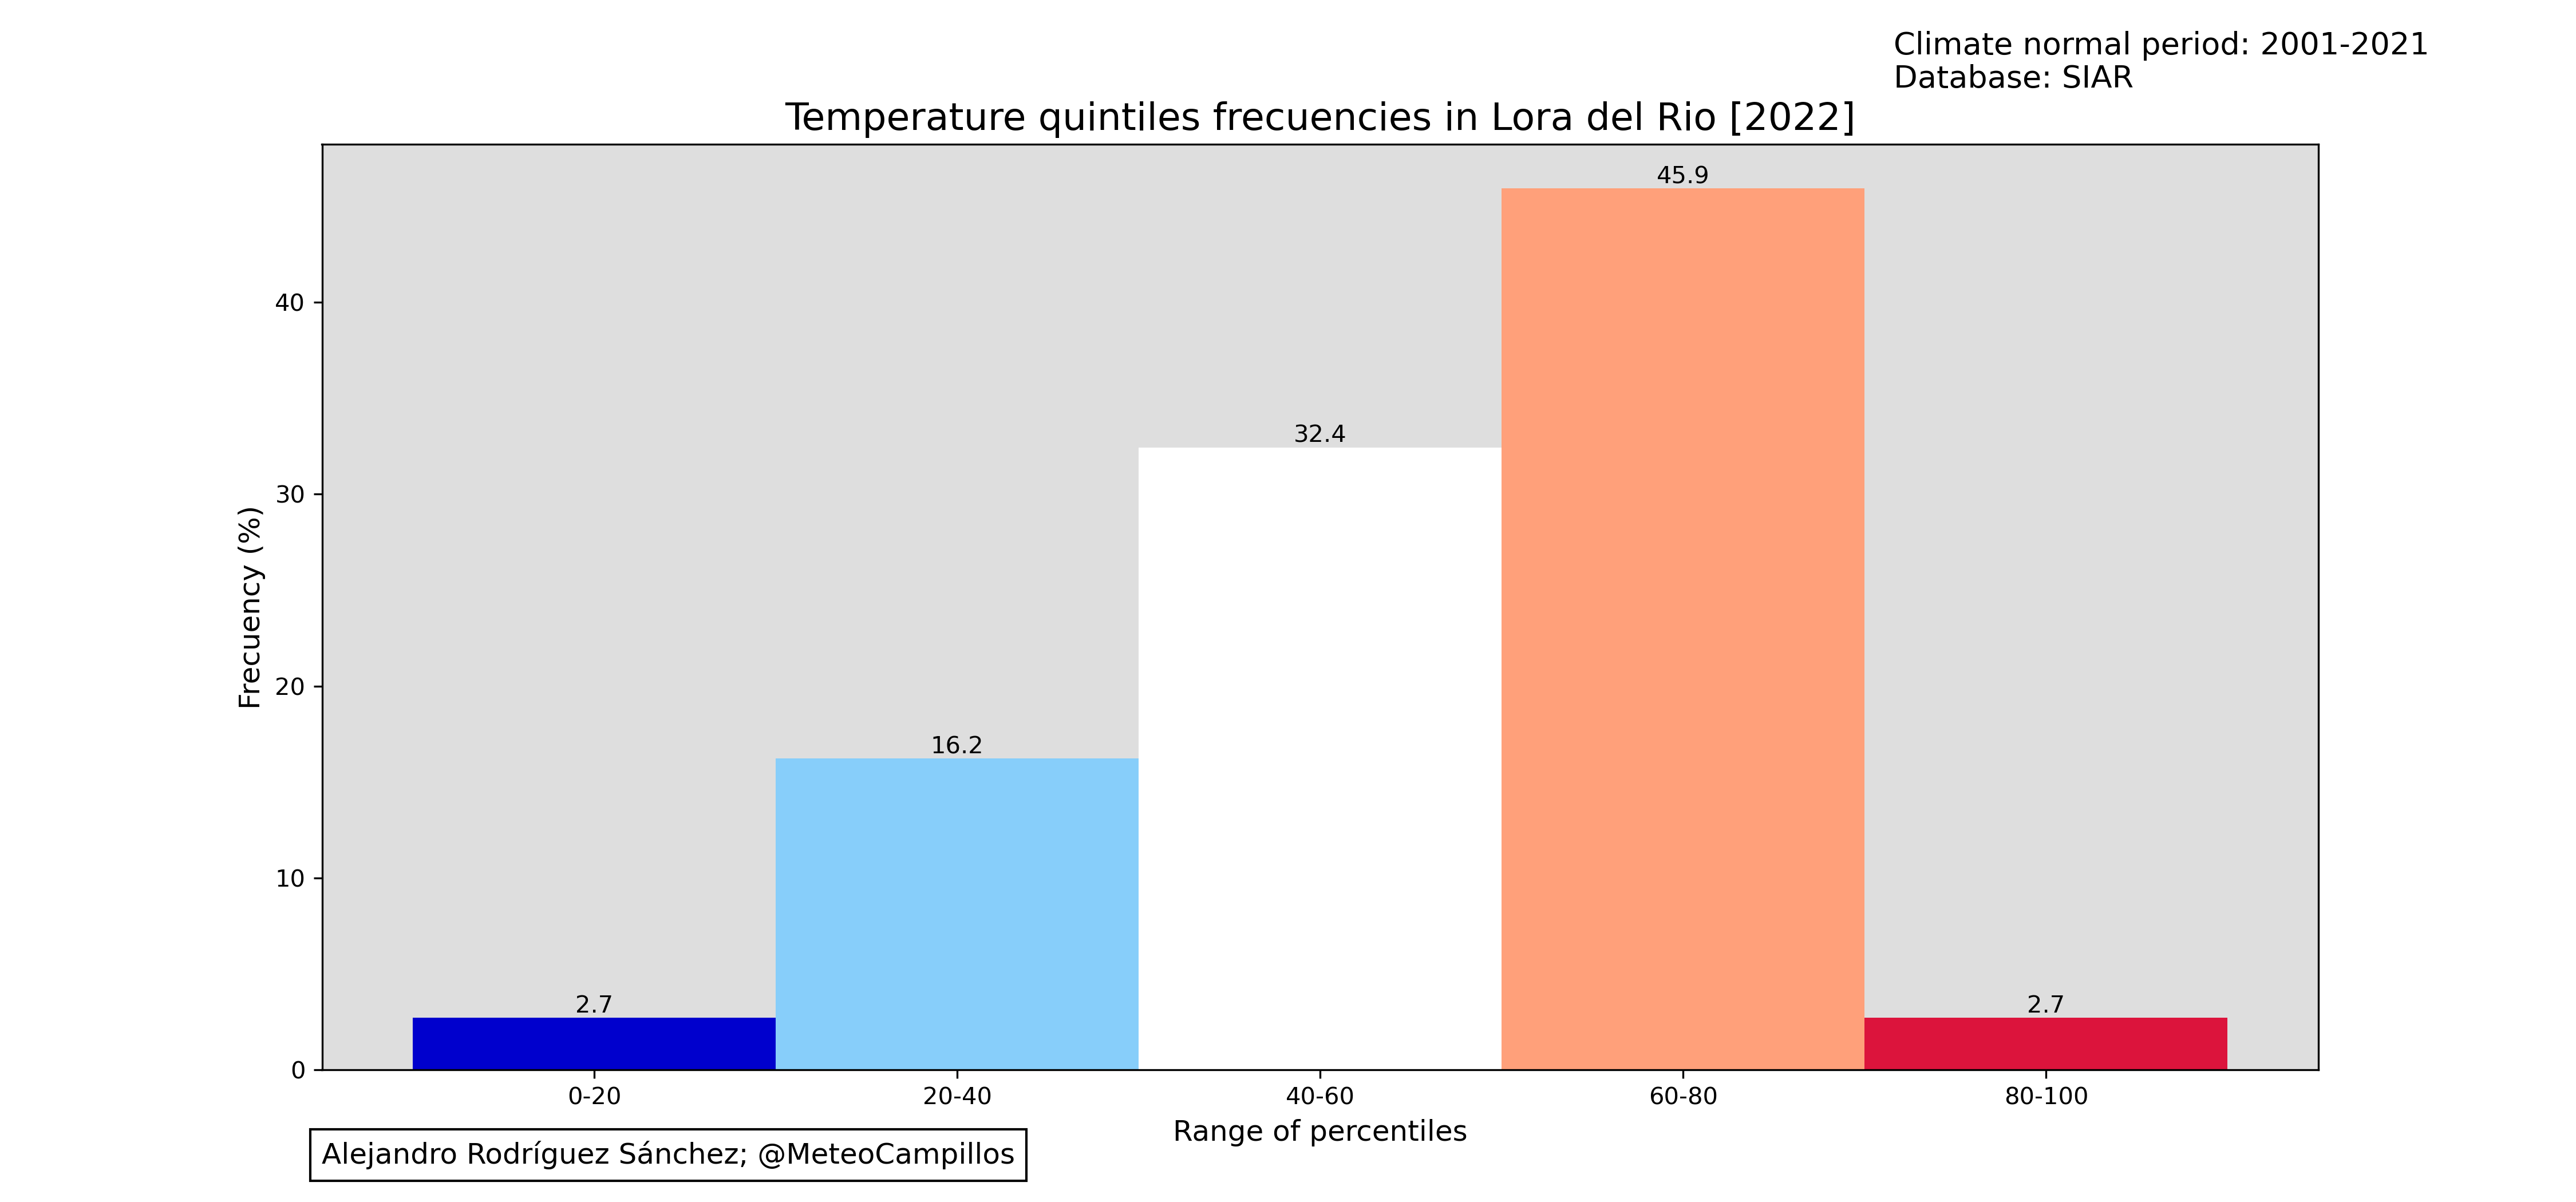 Climate normal period: 2001-2021
Database: SIAR
Temperature quintiles frecuencies in Lora del Rio [2022]
Frecuency (%)
40
30
20
10
0
2.7
16.2
32.4
45.9
2.7
0-20
20-40
40-60
60-80
80-100
Range of percentiles
Alejandro Rodríguez Sánchez; @MeteoCampillos